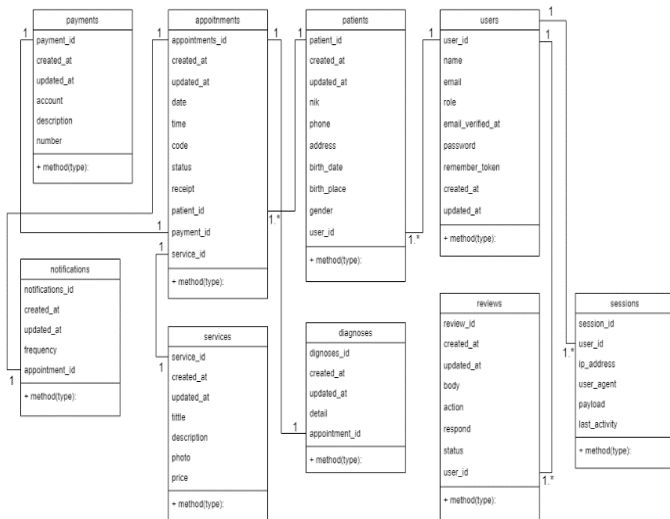 payments
payment_id
created_at
updated_at
account
description
number
+ method(type):
appoitnments
appointments_id
created_at
updated_at
date
time
code
status
receipt
patient_id
payment_id
service_id
+ method(type):
patients
patient_id
created_at
updated_at
nik
phone
address
birth_date
birth_place
gender
user_id
+ method(type):
users
user_id
name
email
role
email_verified_at
password
remember_token
created_at
updated_at
+ method(type):
notifications
notifications_id
created_at
updated_at
frequency
appointment_id
+ method(type):
services
service_id
created_at
updated_at
tittle
description
photo
price
+ method(type):
diagnoses
dignoses_id
created_at
updated_at
detail
appointment_id
+ method(type):
reviews
review_id
created_at
updated_at
body
action
respond
status
user_id
+ method(type):
sessions
session_id
user_id
ip_address
user_agent
payload
last_activity
+ method(type):
1
1
1
1
1
1
1
1
1
1
1
1
1.*
1.*
1.*
1.*